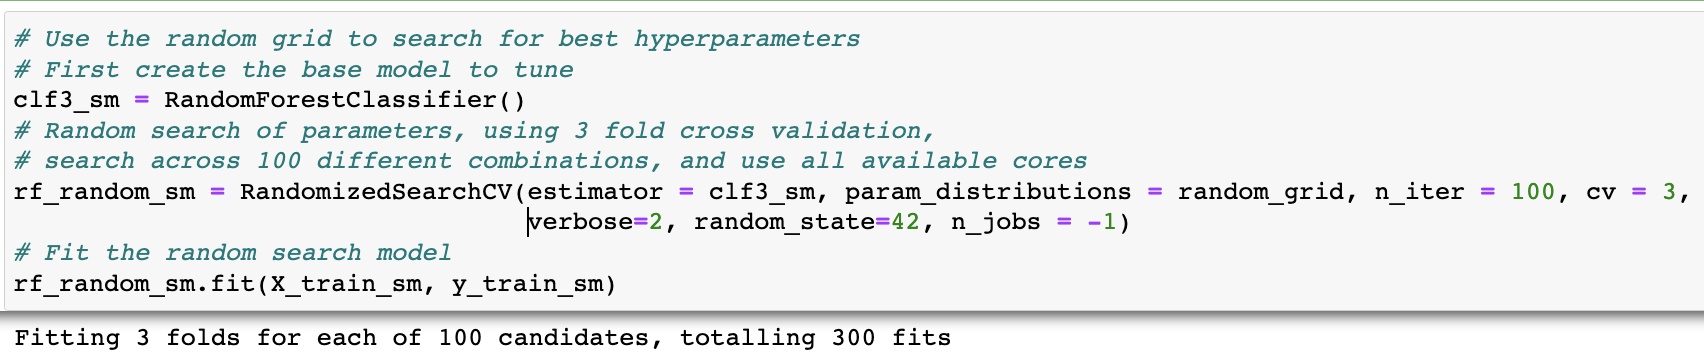 # Use the random grid to search for best hyperparameters
# First create the base model to tune
clf3_sm = RandomForestClassifier()
# Random search of parameters, using 3 fold cross validation,
# search across 100 different combinations, and use all available cores
rf_random_sm = RandomizedSearchCV(estimator = clf3_sm, param_distributions = random_grid, n_iter = 100, cv = 3,
                                  verbose=2, random_state=42, n_jobs = -1)
# Fit the random search model
rf_random_sm.fit(X_train_sm, y_train_sm)
Fitting 3 folds for each of 100 candidates, totalling 300 fits